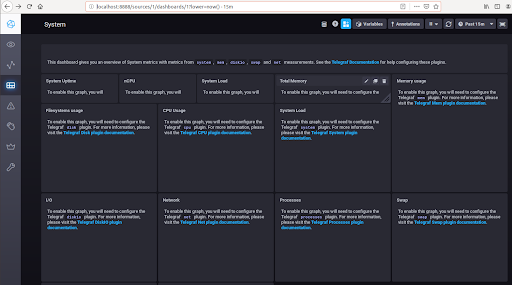 localhost:8888/sources/1/dashboards/1?lower=now() - 15m
System
Variables
Annotations
Past 15m
This dashboard gives you an overview of System metrics with metrics from system , mem , diskio , swap and net measurements. See the Telegraf Documentation for help configuring these plugins.
System Uptime
To enable this graph, you will
nCPU
To enable this graph, you will
System Load
To enable this graph, you will
Total Memory
To enable this graph, you will need to configure the
Memory usage
To enable this graph, you will need to configure the
Telegraf mem plugin. For more information, please
visit the Telegraf Mem plugin documentation.
Filesystems usage
To enable this graph, you will need to configure the
Telegraf disk plugin. For more information, please
visit the Telegraf Disk plugin documentation.
CPU Usage
To enable this graph, you will need to configure the
Telegraf cpu plugin. For more information, please
visit the Telegraf CPU plugin documentation.
System Load
To enable this graph, you will need to configure the
Telegraf system plugin. For more information,
please visit the Telegraf System plugin
documentation.
I/O
To enable this graph, you will need to configure the
Telegraf diskio plugin. For more information, please
visit the Telegraf DiskIO plugin
documentation.
Network
To enable this graph, you will need to configure the
Telegraf net plugin. For more information, please
visit the Telegraf Net plugin documentation.
Processes
To enable this graph, you will need to configure the
Telegraf processes plugin. For more information,
please visit the Telegraf Processes plugin
documentation.
Swap
To enable this graph, you will need to configure the
Telegraf swap plugin. For more information, please
visit the Telegraf Swap plugin documentation.